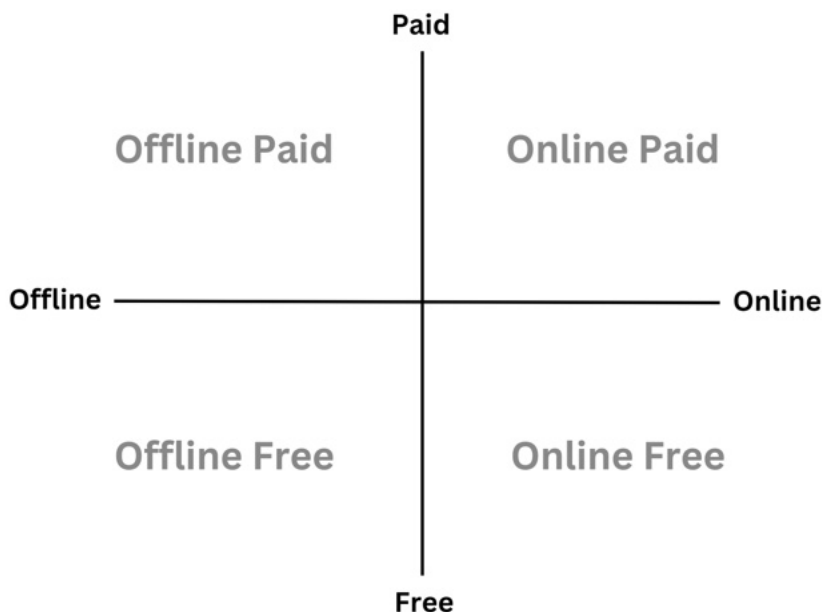 Paid
Offline Paid
Online Paid
Offline
Online
Offline Free
Online Free
Free